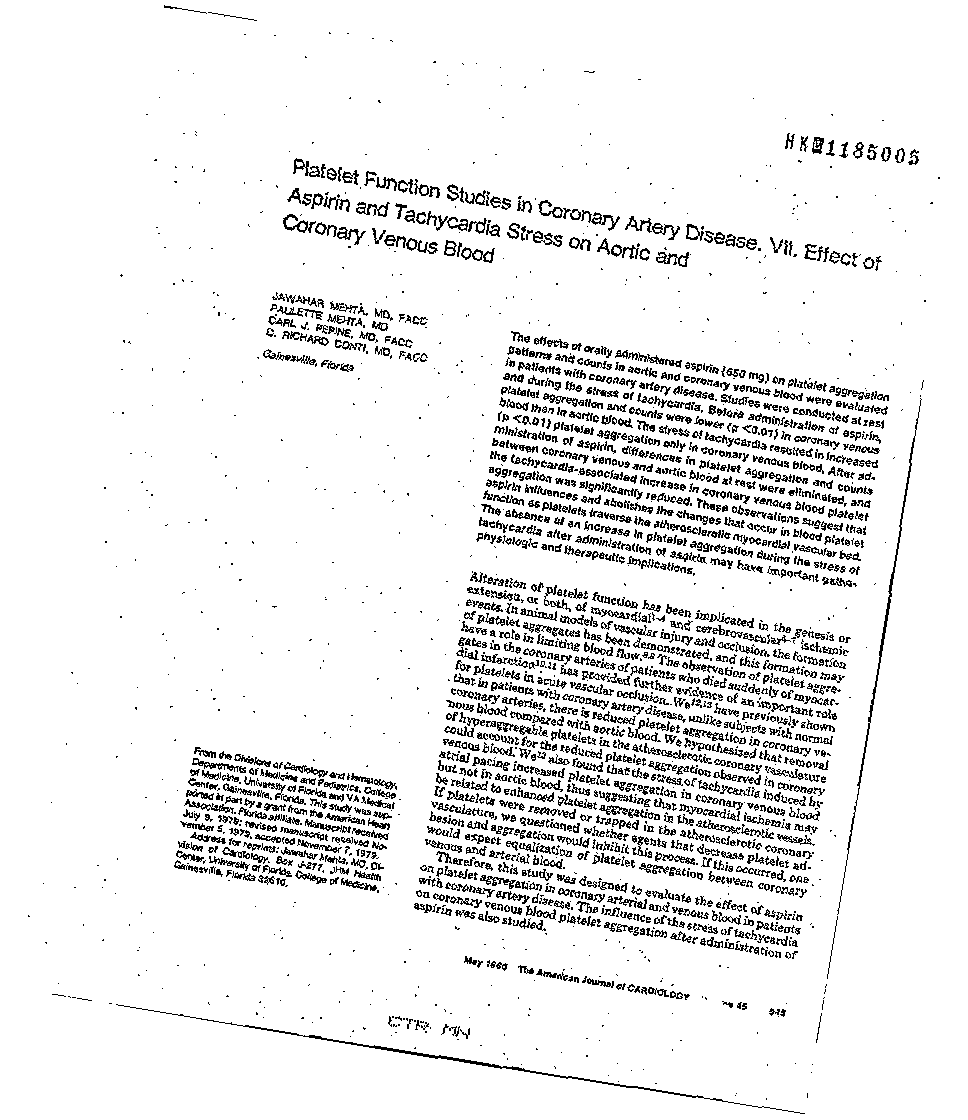 HK 1185005
Platelet Function Studies in Coronary Artery Disease. VII. Effect of
Aspirin and Tachycardia Stress on Aortic and
Coronary Venous Blood
JAWAHAR MEHTA, MD, FACC
PAULETTE MEHTA, MD
CARL J. PEPINE, MD, FACC
C. RICHARD CONTI, MD, FACC
Gainesville, Florida
The effects of orally administered aspirin (650 mg) on platelet aggregation
patterns and counts in aortic and coronary venous blood were evaluated
in patients with coronary artery disease. Studies were conducted at rest
and during the stress of tachycardia. Before administration of aspirin,
platelet aggregation and counts were lower (p <0.01) in coronary venous
blood than in aortic blood. The stress of tachycardia resulted in increased
(p <0.01) platelet aggregation only in coronary venous blood. After ad-
ministration of aspirin, differences in platelet aggregation and counts
between coronary venous and aortic blood at rest were eliminated, and
the tachycardia-associated increase in coronary venous blood platelet
aggregation was significantly reduced. These observations suggest that
aspirin influences and abolishes the changes that occur in blood platelet
function as platelets traverse the atherosclerotic myocardial vascular bed.
The absence of an increase in platelet aggregation during the stress of
tachycardia after administration of aspirin may have important patho-
physiologic and therapeutic implications.
Alteration of platelet function has been implicated in the genesis or
extension, or both, of myocardial1-4 and cerebrovascular4-7 ischemic
events. In animal models of vascular injury and occlusion, the formation
of platelet aggregates has been demonstrated, and this formation may
have a role in limiting blood flow.8,9 The observation of platelet aggre-
gates in the coronary arteries of patients who died suddenly of myocar-
dial infarction10,11 has provided further evidence of an important role
for platelets in acute vascular occlusion. We12,13 have previously shown
that in patients with coronary artery disease, unlike subjects with normal
coronary arteries, there is reduced platelet aggregation in coronary ve-
nous blood compared with aortic blood. We hypothesized that removal
of hyperaggregable platelets in the atherosclerotic coronary vasculature
could account for the reduced platelet aggregation observed in coronary
venous blood. We12 also found that the stress of tachycardia induced by
atrial pacing increased platelet aggregation in coronary venous blood
but not in aortic blood, thus suggesting that myocardial ischemia may
be related to enhanced platelet aggregation in the atherosclerotic vessels.
If platelets were removed or trapped in the atherosclerotic coronary
vasculature, we questioned whether agents that decrease platelet ad-
hesion and aggregation would inhibit this process. If this occurred, one
would expect equalization of platelet aggregation between coronary
venous and arterial blood.
Therefore, this study was designed to evaluate the effect of aspirin
on platelet aggregation in coronary arterial and venous blood in patients
with coronary artery disease. The influence of the stress of tachycardia
on coronary venous blood platelet aggregation after administration of
aspirin was also studied.
From the Divisions of Cardiology and Hematology,
Departments of Medicine and Pediatrics, College
of Medicine, University of Florida and VA Medical
Center, Gainesville, Florida. This study was sup-
ported in part by a grant from the American Heart
Association, Florida affiliate. Manuscript received
July 9, 1979; revised manuscript received No-
vember 5, 1979, accepted November 7, 1979.
Address for reprints: Jawahar Mehta, MD, Di-
vision of Cardiology, Box J-277, JHM Health
Center, University of Florida, College of Medicine,
Gainesville, Florida 32610.
May 1980 The American Journal of CARDIOLOGY 45
CTR MN